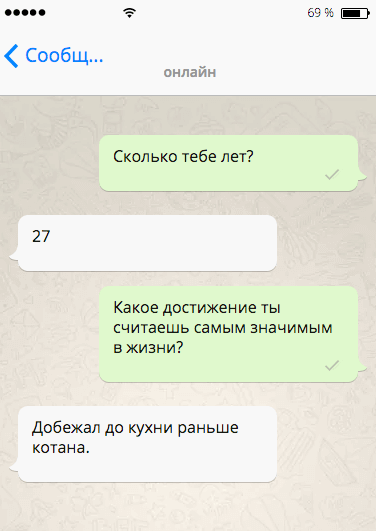 69 %
Сообщ...
онлайн
Сколько тебе лет?
27
Какое достижение ты
считаешь самым значимым
в жизни?
Добежал до кухни раньше
котана.